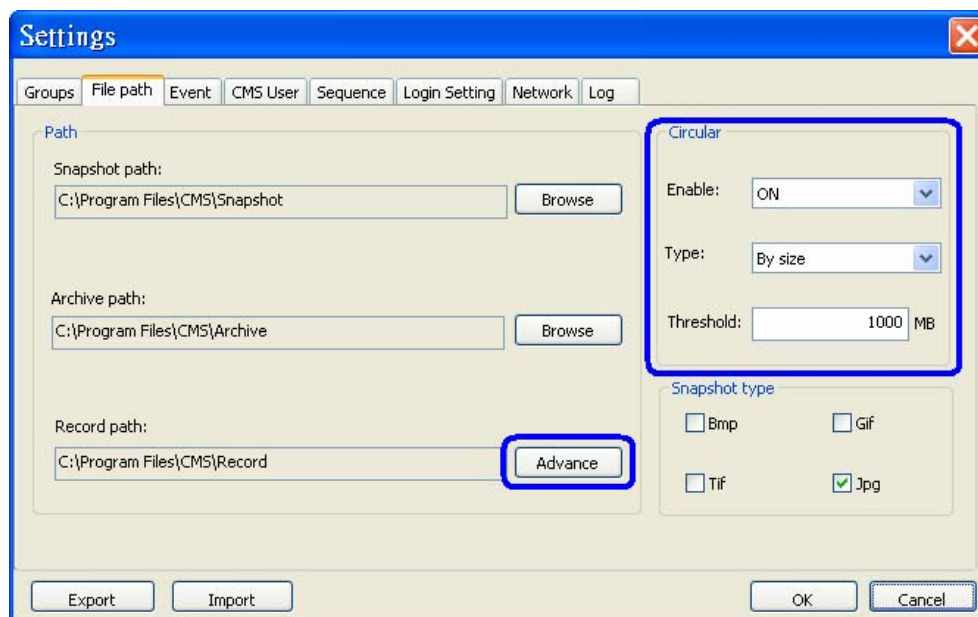 Settings
Groups File path Event CMS User Sequence Login Setting Network Log
Path
Snapshot path:
C:\Program Files\CMS\Snapshot
Browse
Archive path:
C:\Program Files\CMS\Archive
Browse
Record path:
C:\Program Files\CMS\Record
Advance
Circular
Enable: ON
Type: By size
Threshold: 1000 MB
Snapshot type
Bmp Gif
Tif Jpg
Export Import OK Cancel